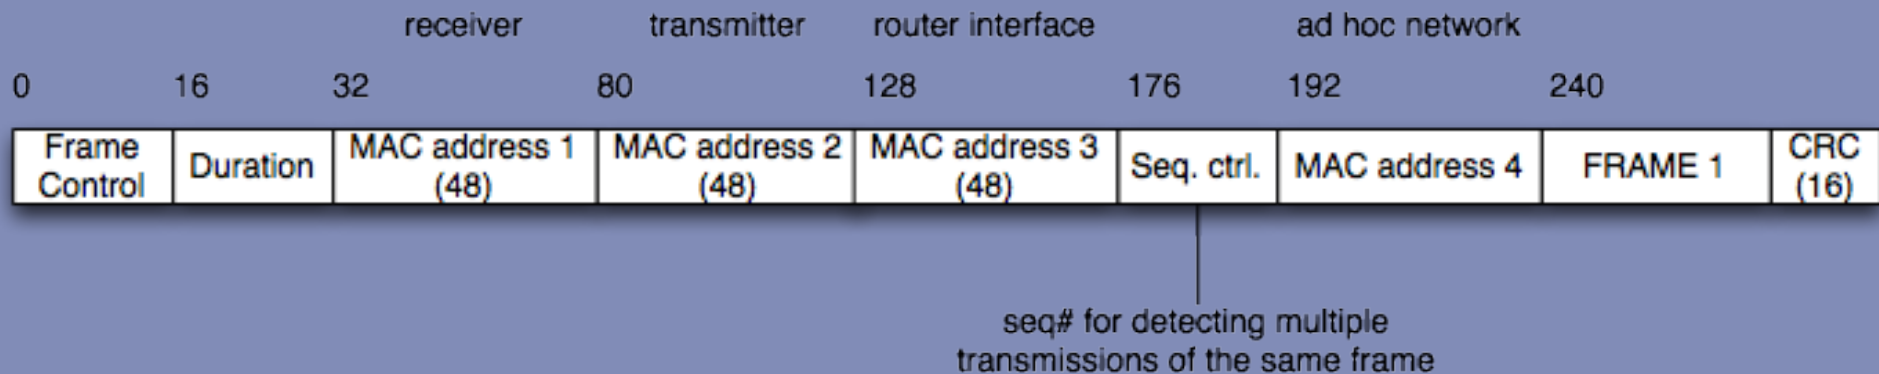 receiver transmitter router interface ad hoc network
0 16 32 80 128 176 192 240
Frame Control
Duration
MAC address 1
(48)
MAC address 2
(48)
MAC address 3
(48)
Seq. ctrl.
MAC address 4
FRAME 1
CRC
(16)
seq# for detecting multiple
transmissions of the same frame